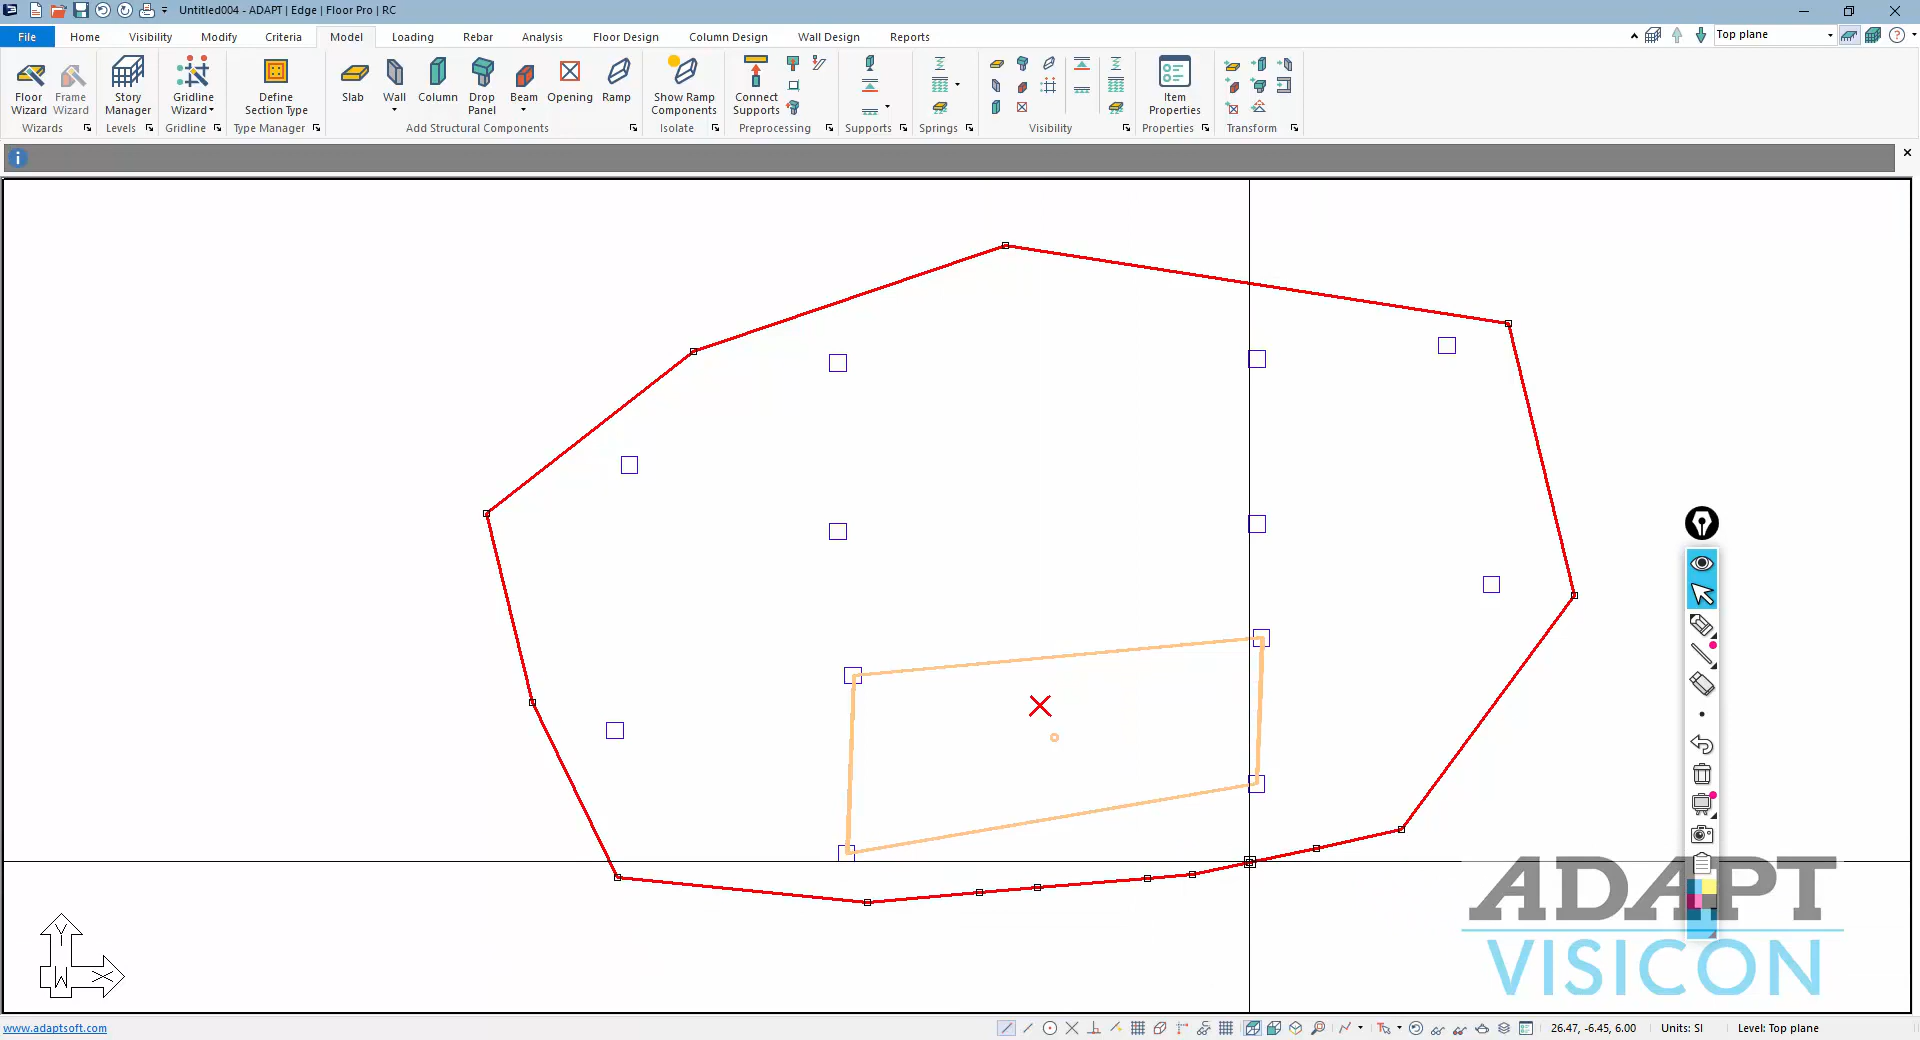 Untitled004 - ADAPT | Edge | Floor Pro | RC
File Home Visibility Modify Criteria Model Loading Rebar Analysis Floor Design Column Design Wall Design Reports Top plane
Floor Wizard
Frame Wizard
Story Manager
Gridline Wizard
Define Section Type
Slab
Wall
Column
Drop Panel
Beam
Opening
Ramp
Show Ramp Components
Connect Supports
Item Properties
Wizards Levels Gridline Type Manager Add Structural Components Isolate Preprocessing Supports Springs Visibility Properties Transform
ADAPT
VISICON
Y
W X
www.adaptsoft.com 26.47, -6.45, 6.00 Units: SI Level: Top plane